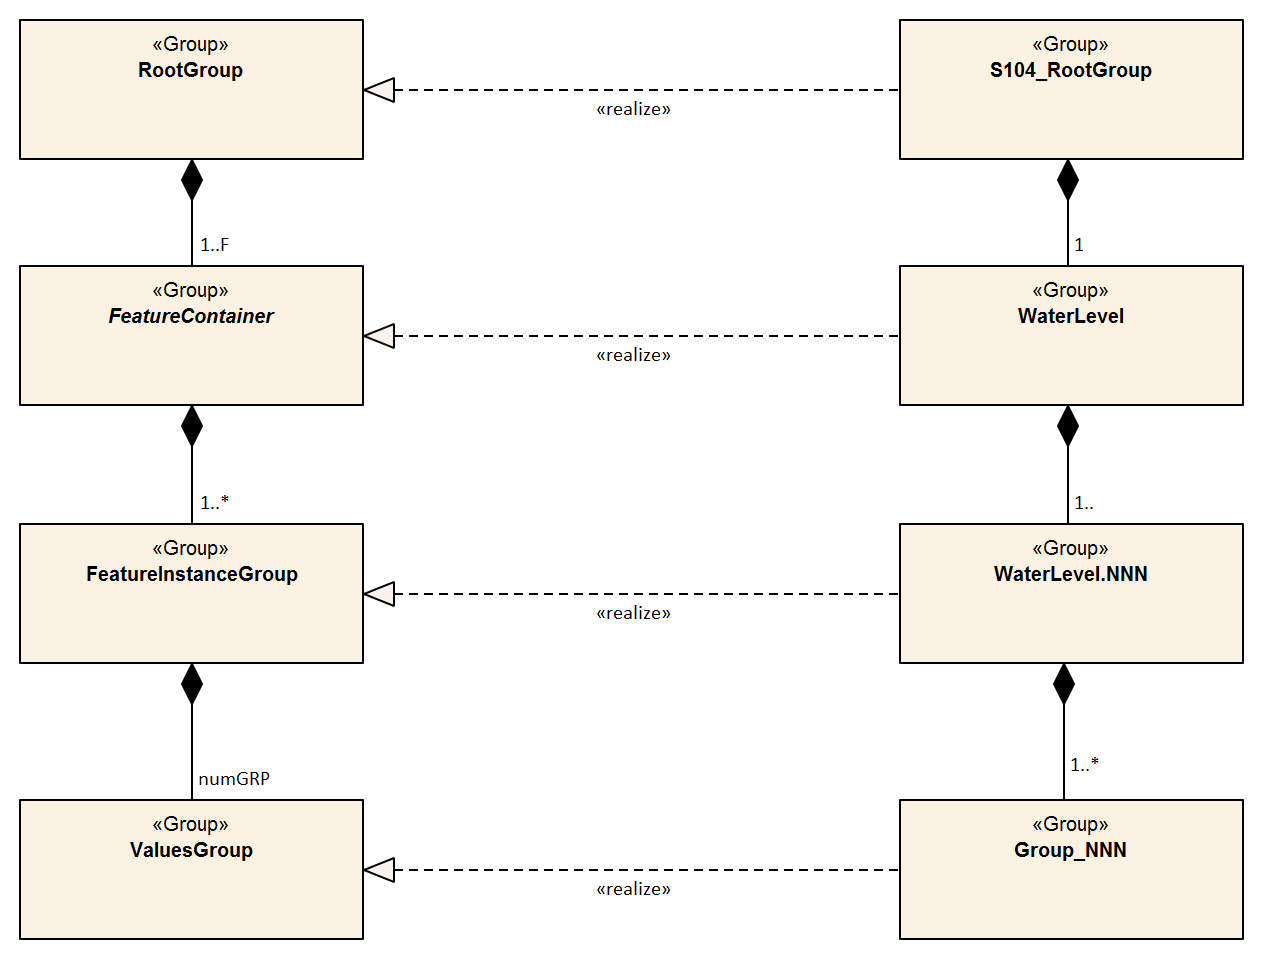 «Group»
RootGroup
«realize»
«Group»
S104_RootGroup
1..F
1
«Group»
FeatureContainer
«realize»
«Group»
WaterLevel
1..*
1..
«Group»
FeatureInstanceGroup
«realize»
«Group»
WaterLevel.NNN
numGRP
1..*
«Group»
ValuesGroup
«realize»
«Group»
Group_NNN